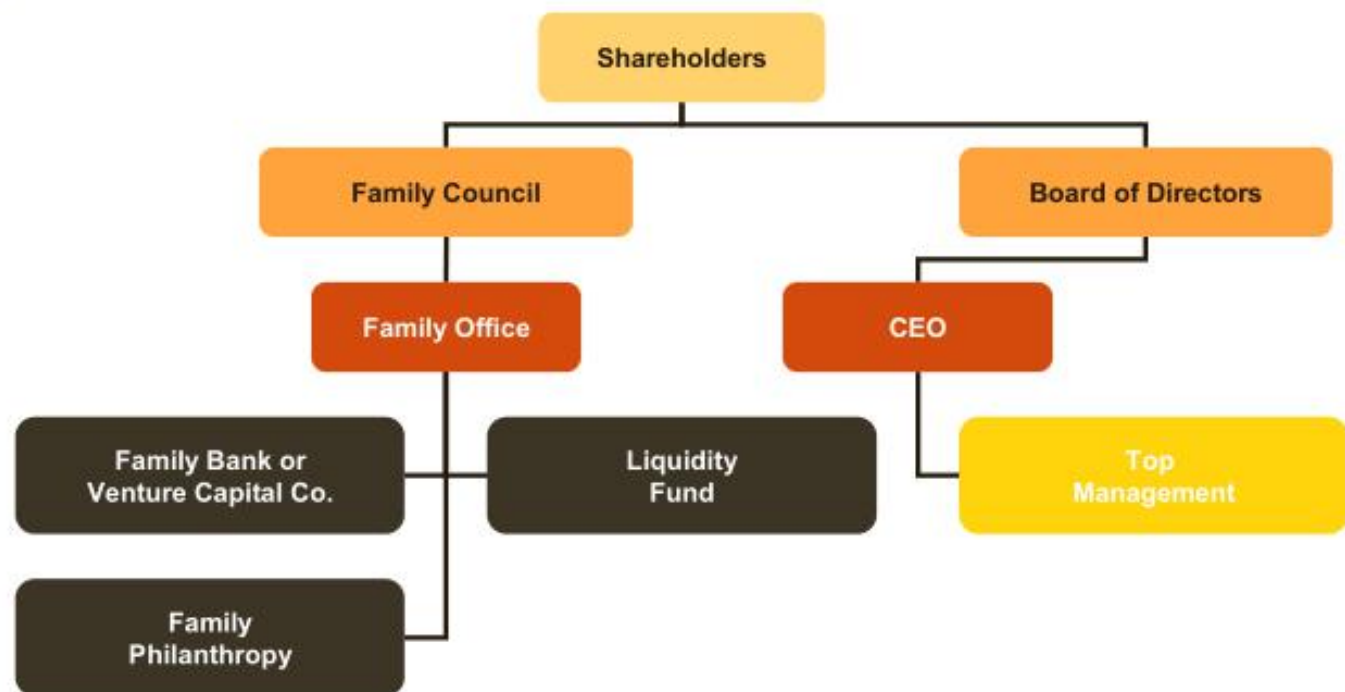 Shareholders
Family Council
Board of Directors
Family Office
CEO
Family Bank or
Venture Capital Co.
Liquidity
Fund
Top
Management
Family
Philanthropy